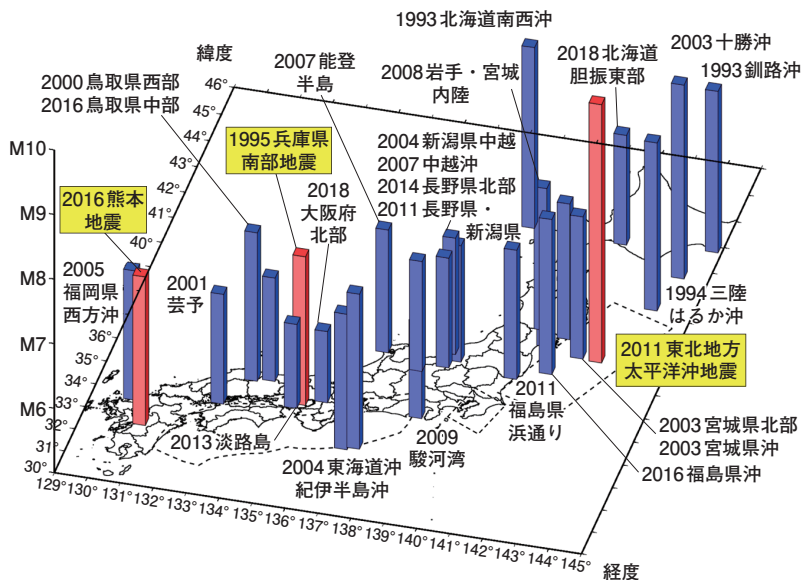 1993 北海道南西沖
2018 北海道
胆振東部
2003 十勝沖
1993 釧路沖
2007 能登
半島
2008 岩手・宮城
内陸
緯度
2000 鳥取県西部
2016 鳥取県中部
1995 兵庫県
南部地震
2004 新潟県中越
2007 中越沖
2014 長野県北部
2011 長野県・
新潟県
2018
大阪府
北部
2016 熊本
地震
2005
福岡県
西方沖
2001
芸予
46°
45°
44°
43°
42°
41°
40°
36°
35°
34°
33°
32°
31°
30°
M10
M9
M8
M7
M6
1994 三陸
はるか沖
2011 東北地方
太平洋沖地震
2011
福島県
浜通り
2003 宮城県北部
2003 宮城県沖
2016 福島県沖
2013 淡路島
2004 東海道沖
紀伊半島沖
2009
駿河湾
129°
130°
131°
132°
133°
134°
135°
136°
137°
138°
139°
140°
141°
142°
143°
144°
145°
経度